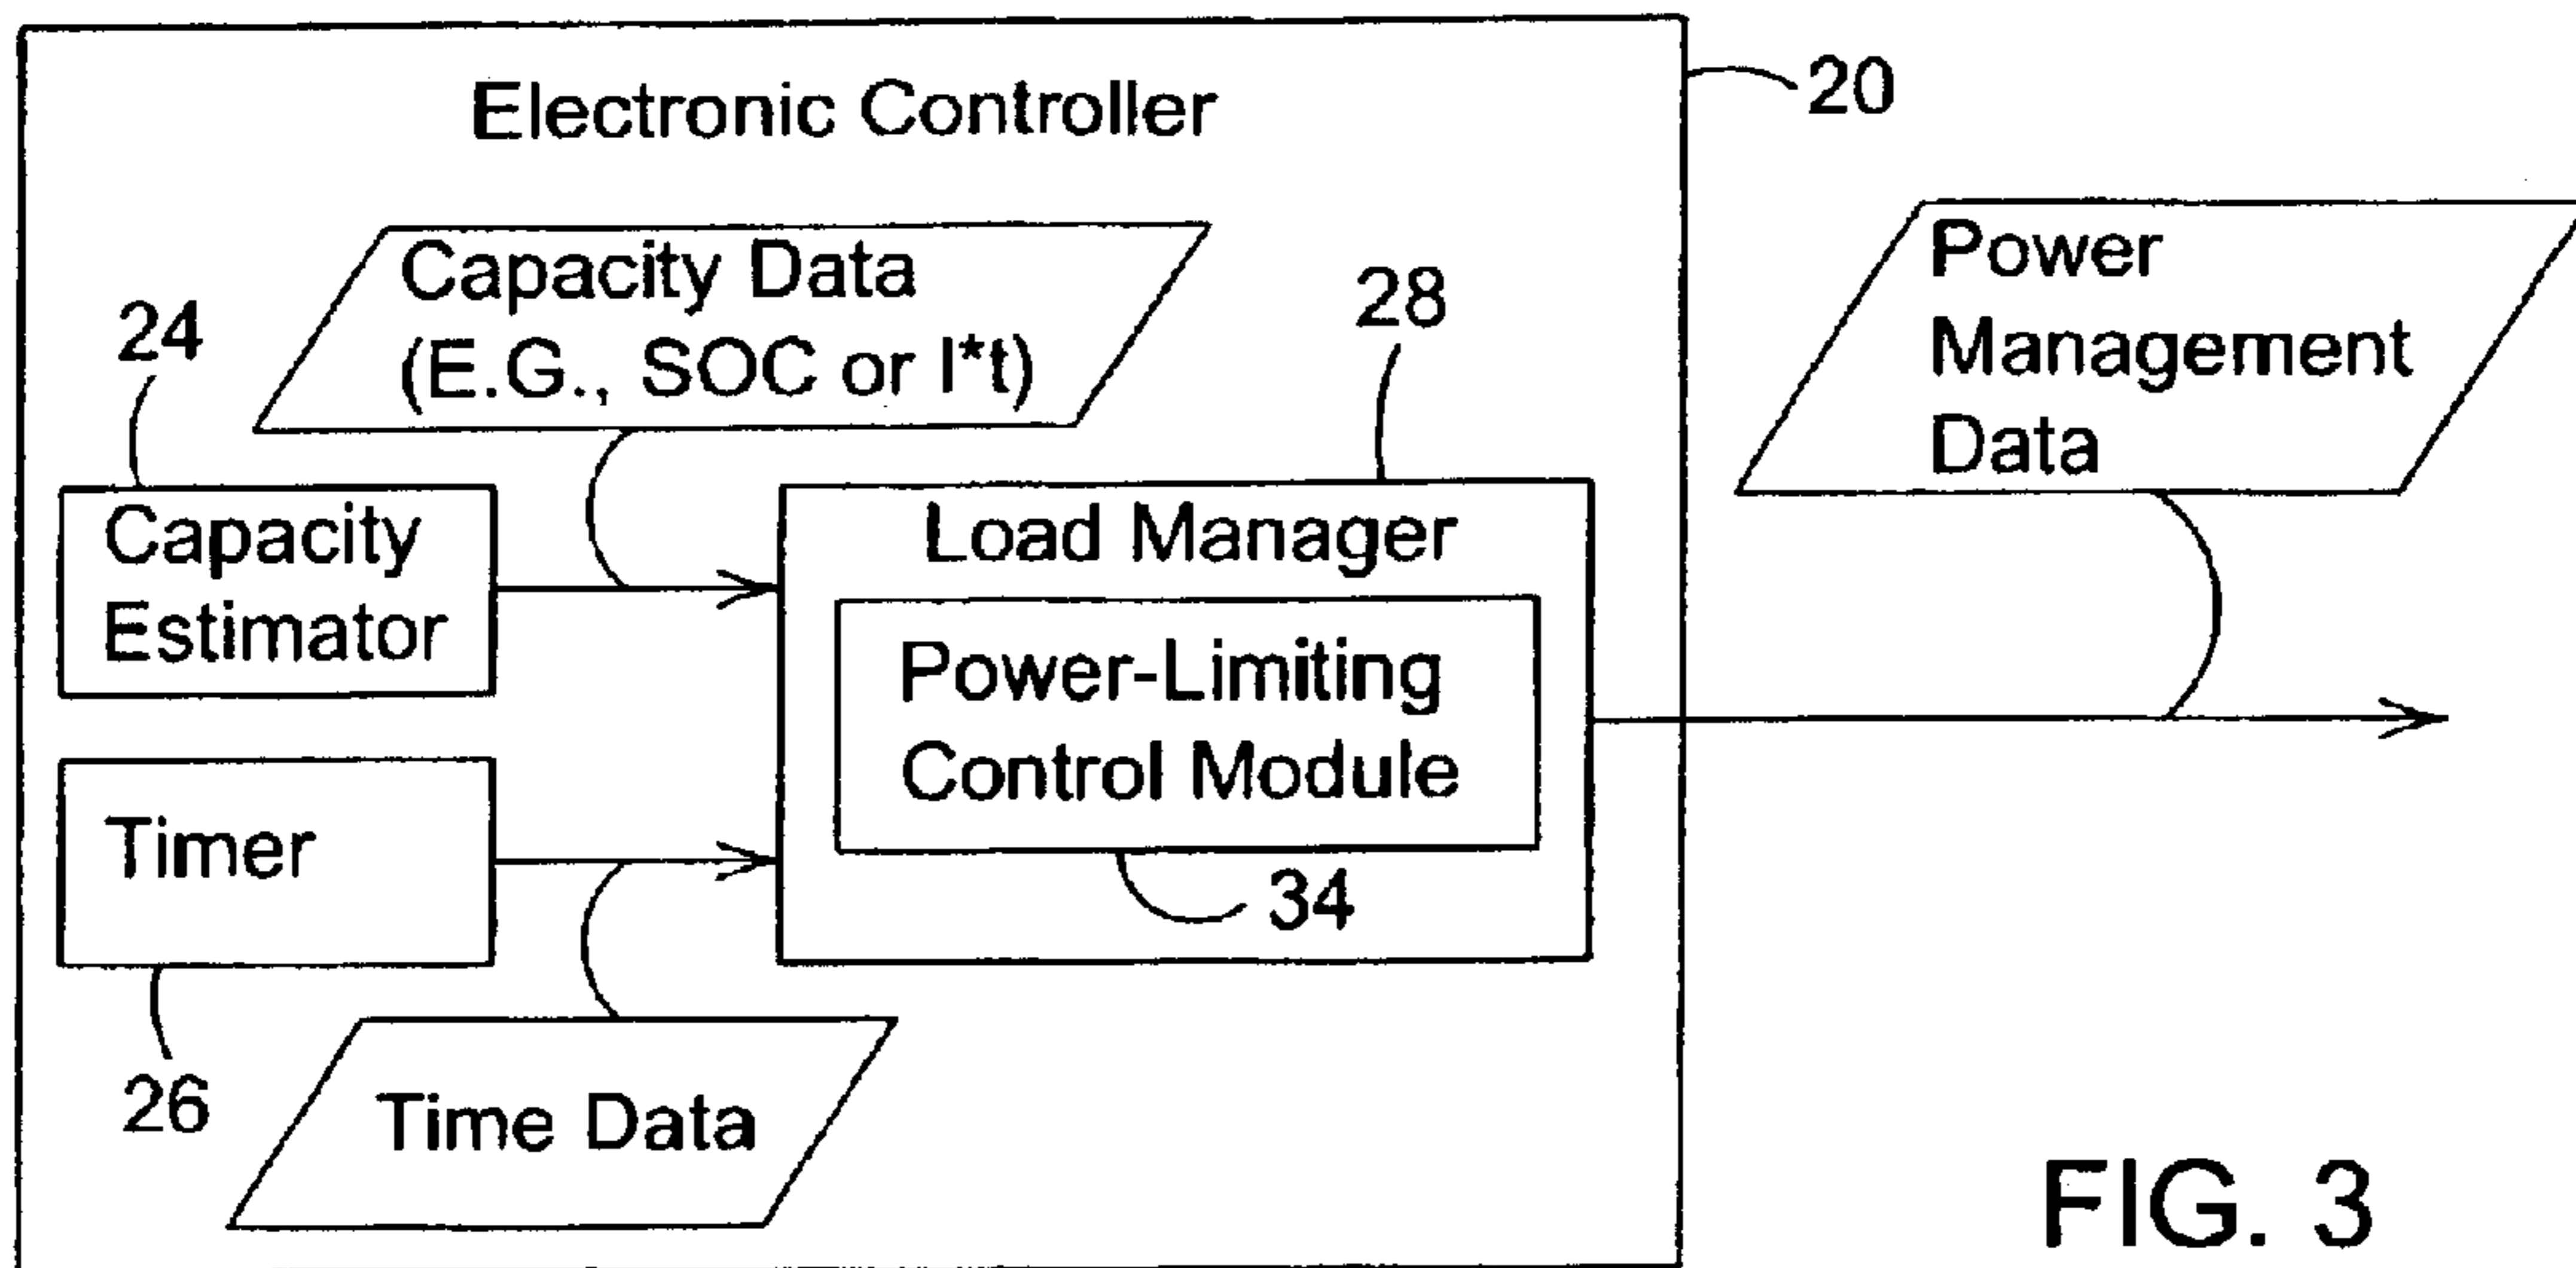 Electronic Controller
20
Capacity Data
(E.G., SOC or I*t)
Power
Management
Data
24
28
Capacity
Estimator
Load Manager
Power-Limiting
Control Module
Timer
34
26
Time Data
FIG. 3